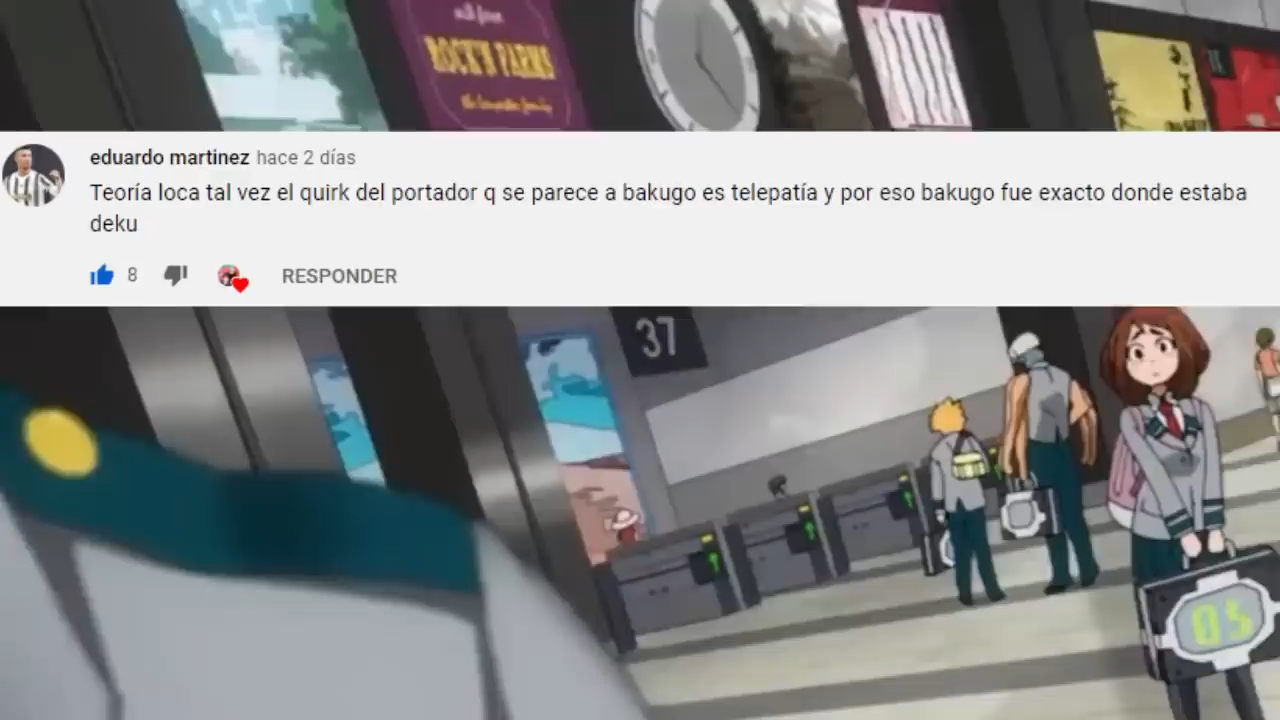 ROCK'N PARKS
eduardo martinez hace 2 días
Teoría loca tal vez el quirk del portador q se parece a bakugo es telepatía y por eso bakugo fue exacto donde estaba
deku
8
RESPONDER
37
05